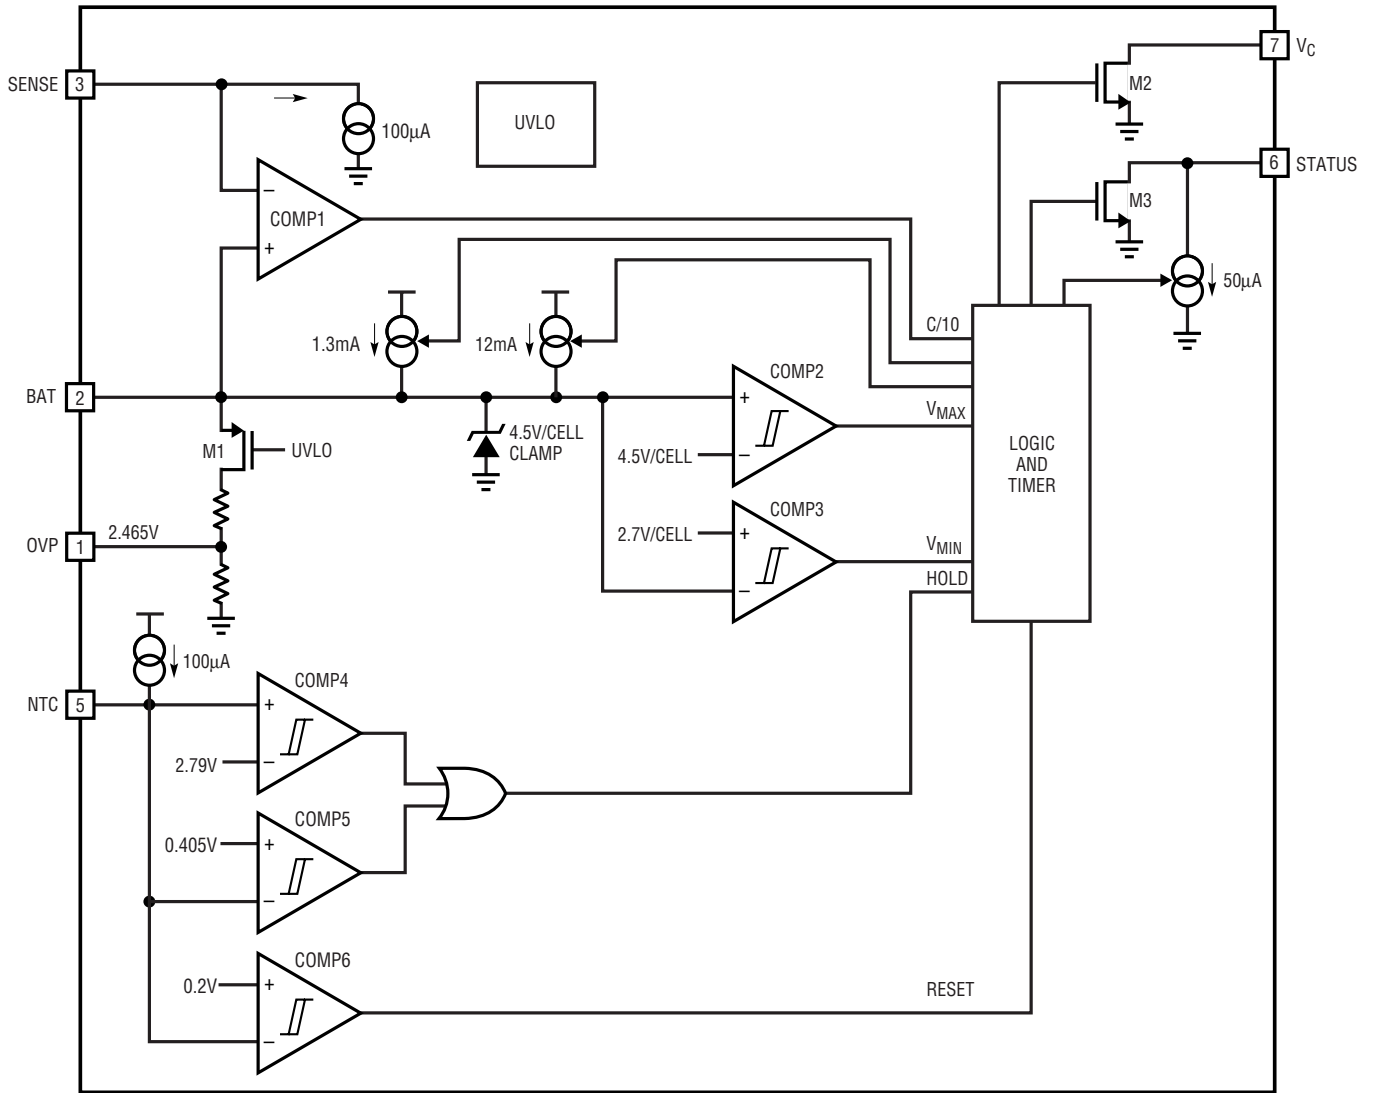 7 VC
M2
SENSE 3
100µA
UVLO
6 STATUS
−
COMP1
+
M3
50µA
1.3mA
12mA
C/10
COMP2
BAT 2
+
VMAX
M1
UVLO
4.5V/CELL
CLAMP
4.5V/CELL
−
LOGIC
AND
TIMER
COMP3
2.7V/CELL
+
OVP 1
2.465V
VMIN
HOLD
−
100µA
COMP4
NTC 5
+
2.79V
−
COMP5
0.405V
+
−
COMP6
0.2V
+
RESET
−